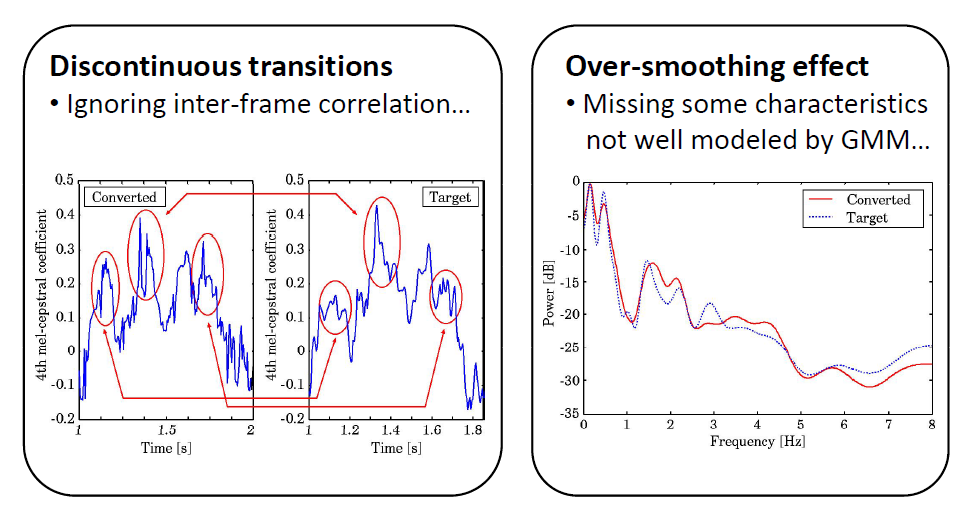 Discontinuous transitions
• Ignoring inter-frame correlation…
0.5
0.4
0.3
0.2
0.1
0
-0.1
-0.2
4th mel-cepstral coefficient
Converted
1
1.5
2
Time [s]
0.5
0.4
0.3
0.2
0.1
0
-0.1
-0.2
4th mel-cepstral coefficient
Target
1
1.2
1.4
1.6
1.8
Time [s]
Over-smoothing effect
• Missing some characteristics
not well modeled by GMM…
0
-5
-10
-15
-20
-25
-30
-35
Power [dB]
Converted
Target
0 1 2 3 4 5 6 7 8
Frequency [Hz]